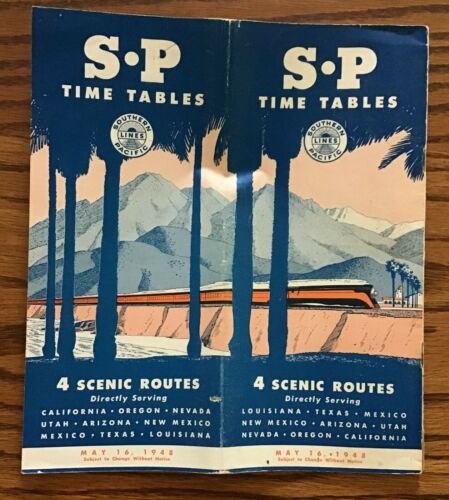 S•P
TIME TABLES
SOUTHERN
LINES
PACIFIC
4 SCENIC ROUTES
Directly Serving
CALIFORNIA • OREGON • NEVADA
UTAH • ARIZONA • NEW MEXICO
MEXICO • TEXAS • LOUISIANA
MAY 16, 1948
Subject to Change Without Notice
S•P
TIME TABLES
SOUTHERN
LINES
PACIFIC
4 SCENIC ROUTES
Directly Serving
LOUISIANA • TEXAS • MEXICO
NEW MEXICO • ARIZONA • UTAH
NEVADA • OREGON • CALIFORNIA
MAY 16, 1948
Subject to Change Without Notice